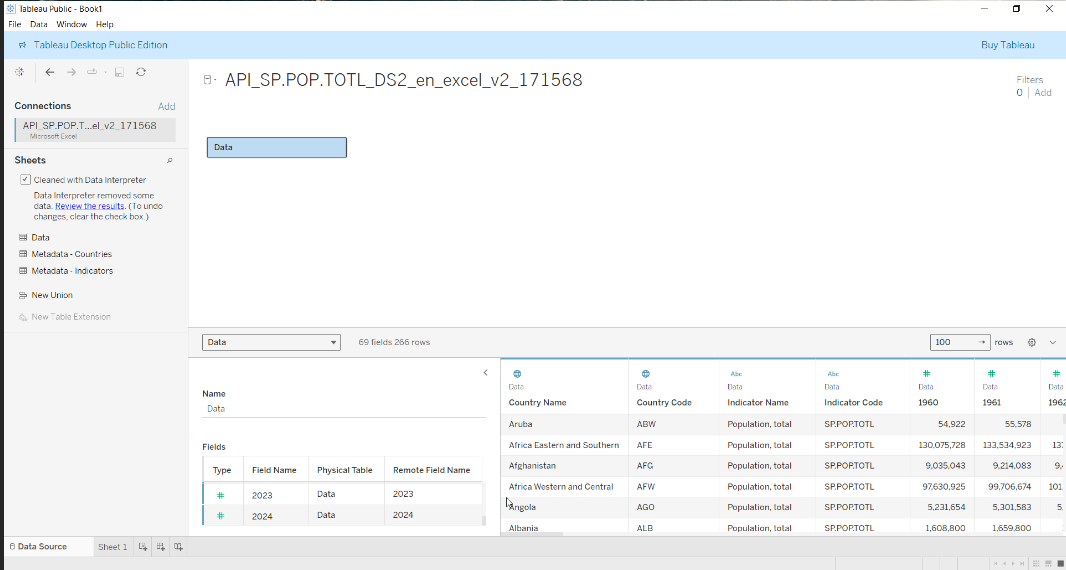 Tableau Public - Book1
File Data Window Help
Tableau Desktop Public Edition
Buy Tableau
Connections Add
API_SP.POP.T...el_v2_171568
Microsoft Excel
API_SP.POP.TOTL_DS2_en_excel_v2_171568
Filters
0 Add
Data
Sheets
Cleaned with Data Interpreter
Data Interpreter removed some
data. Review the results. (To undo
changes, clear the check box.)
Data
Metadata - Countries
Metadata - Indicators
New Union
New Table Extension
Data 69 fields 266 rows 100 → rows
Name
Data
Fields
Type Field Name Physical Table Remote Field Name
# 2023 Data 2023
# 2024 Data 2024
Abc Abc # # #
Data Data Data Data Data Data Data
Country Name Country Code Indicator Name Indicator Code 1960 1961 1962
Aruba ABW Population, total SP.POP.TOTL 54,922 55,578
Africa Eastern and Southern AFE Population, total SP.POP.TOTL 130,075,728 133,534,923 13
Afghanistan AFG Population, total SP.POP.TOTL 9,035,043 9,214,083 9,
Africa Western and Central AFW Population, total SP.POP.TOTL 97,630,925 99,706,674 101
Angola AGO Population, total SP.POP.TOTL 5,231,654 5,301,583 5,
Albania ALB Population, total SP.POP.TOTL 1,608,800 1,659,800
Data Source Sheet 1